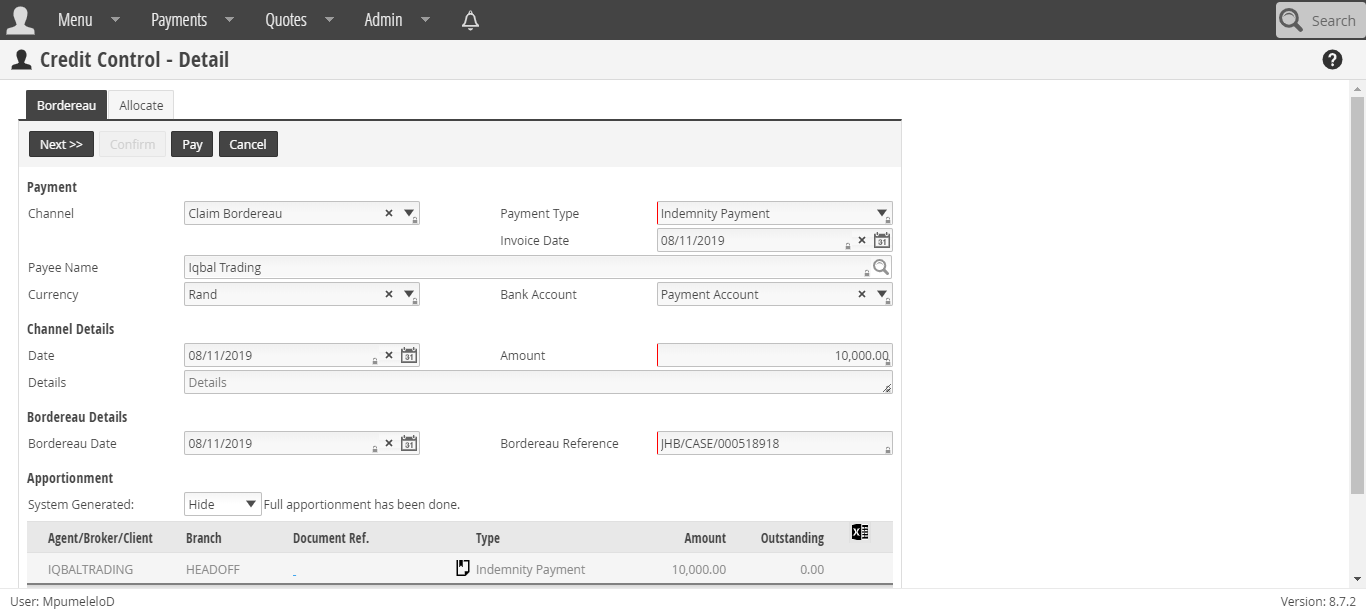 Menu Payments Quotes Admin Search
Credit Control - Detail
Bordereau Allocate
Next >> Confirm Pay Cancel
Payment
Channel Claim Bordereau Payment Type Indemnity Payment
Invoice Date 08/11/2019 31
Payee Name Iqbal Trading
Currency Rand Bank Account Payment Account
Channel Details
Date 08/11/2019 31 Amount 10,000.00
Details Details
Bordereau Details
Bordereau Date 08/11/2019 31 Bordereau Reference JHB/CASE/000518918
Apportionment
System Generated: Hide Full apportionment has been done.
Agent/Broker/Client Branch Document Ref. Type Amount Outstanding
IQBALTRADING HEADOFF - Indemnity Payment 10,000.00 0.00
User: MpumeleloD Version: 8.7.2